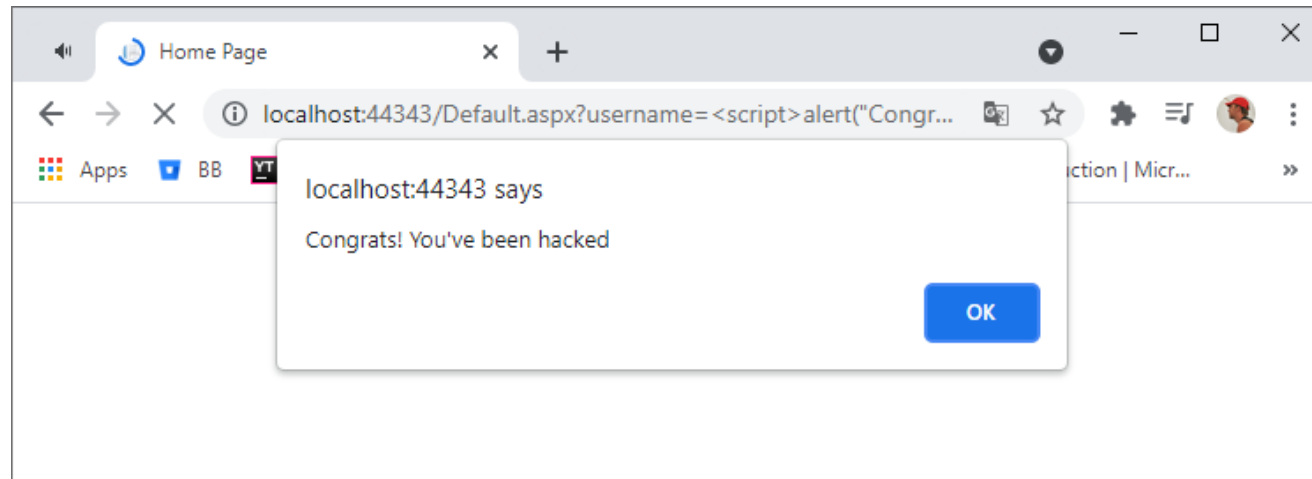 Home Page
localhost:44343/Default.aspx?username=<script>alert("Congr...
Apps BB YT uction | Micr... »
localhost:44343 says
Congrats! You've been hacked
OK